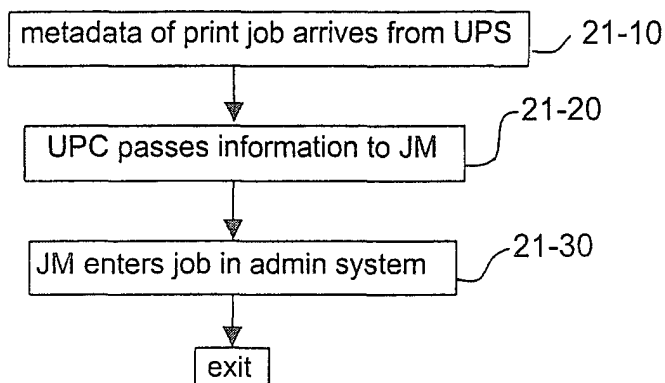 metadata of print job arrives from UPS
21-10
21-20
UPC passes information to JM
21-30
JM enters job in admin system
exit